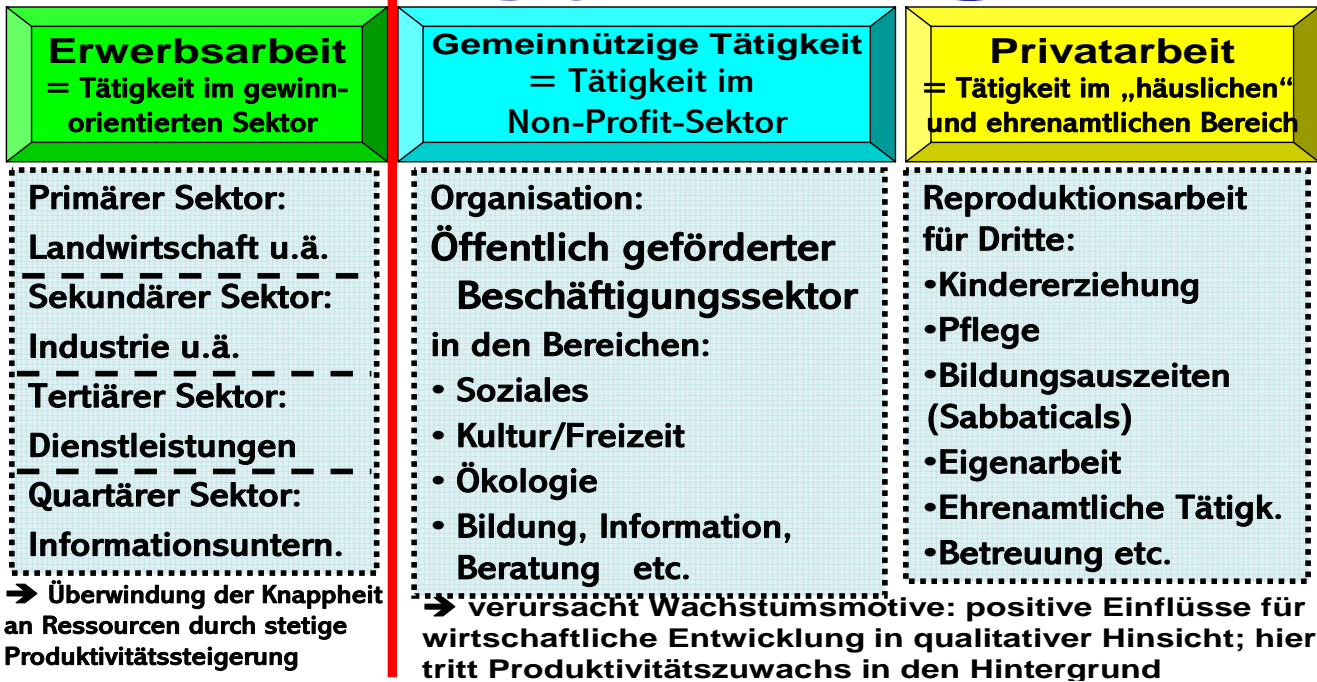 Erwerbsarbeit
= Tätigkeit im gewinn-
orientierten Sektor
Primärer Sektor:
Landwirtschaft u.ä.
Sekundärer Sektor:
Industrie u.ä.
Tertiärer Sektor:
Dienstleistungen
Quartärer Sektor:
Informationsuntern.
➔ Überwindung der Knappheit
an Ressourcen durch stetige
Produktivitätssteigerung
Gemeinnützige Tätigkeit
= Tätigkeit im
Non-Profit-Sektor
Organisation:
Öffentlich geförderter
Beschäftigungssektor
in den Bereichen:
• Soziales
• Kultur/Freizeit
• Ökologie
• Bildung, Information,
Beratung etc.
Privatarbeit
= Tätigkeit im „häuslichen“
und ehrenamtlichen Bereich
Reproduktionsarbeit
für Dritte:
•Kindererziehung
•Pflege
•Bildungsauszeiten
(Sabbaticals)
•Eigenarbeit
•Ehrenamtliche Tätigk.
•Betreuung etc.
➔ verursacht Wachstumsmotive: positive Einflüsse für
wirtschaftliche Entwicklung in qualitativer Hinsicht; hier
tritt Produktivitätszuwachs in den Hintergrund